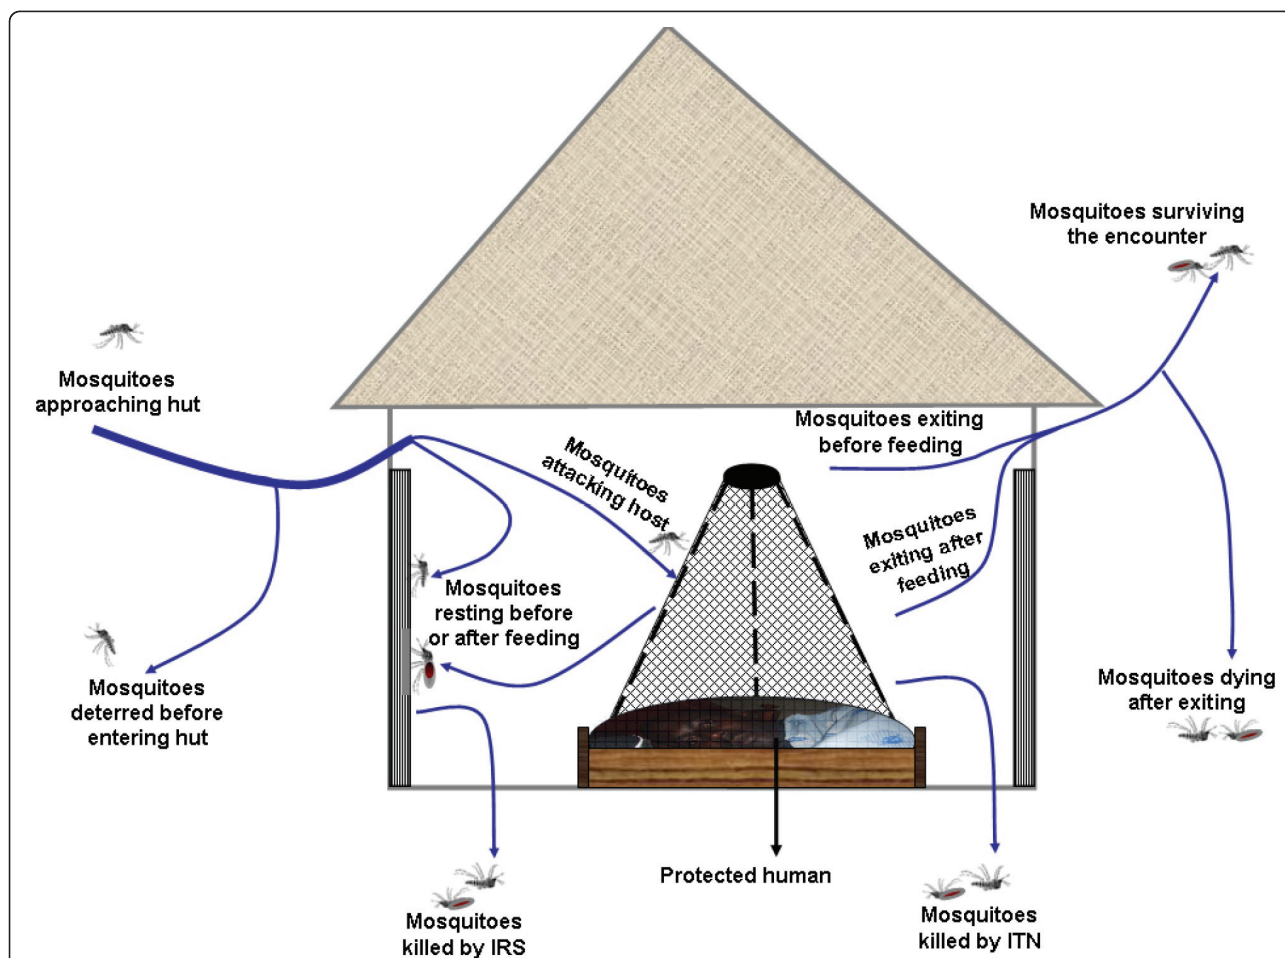 Mosquitoes surviving
the encounter
Mosquitoes
approaching hut
Mosquitoes exiting
before feeding
Mosquitoes
attacking host
Mosquitoes
exiting after
feeding
Mosquitoes
resting before
or after feeding
Mosquitoes
deterred before
entering hut
Mosquitoes dying
after exiting
Protected human
Mosquitoes
killed by IRS
Mosquitoes
killed by ITN